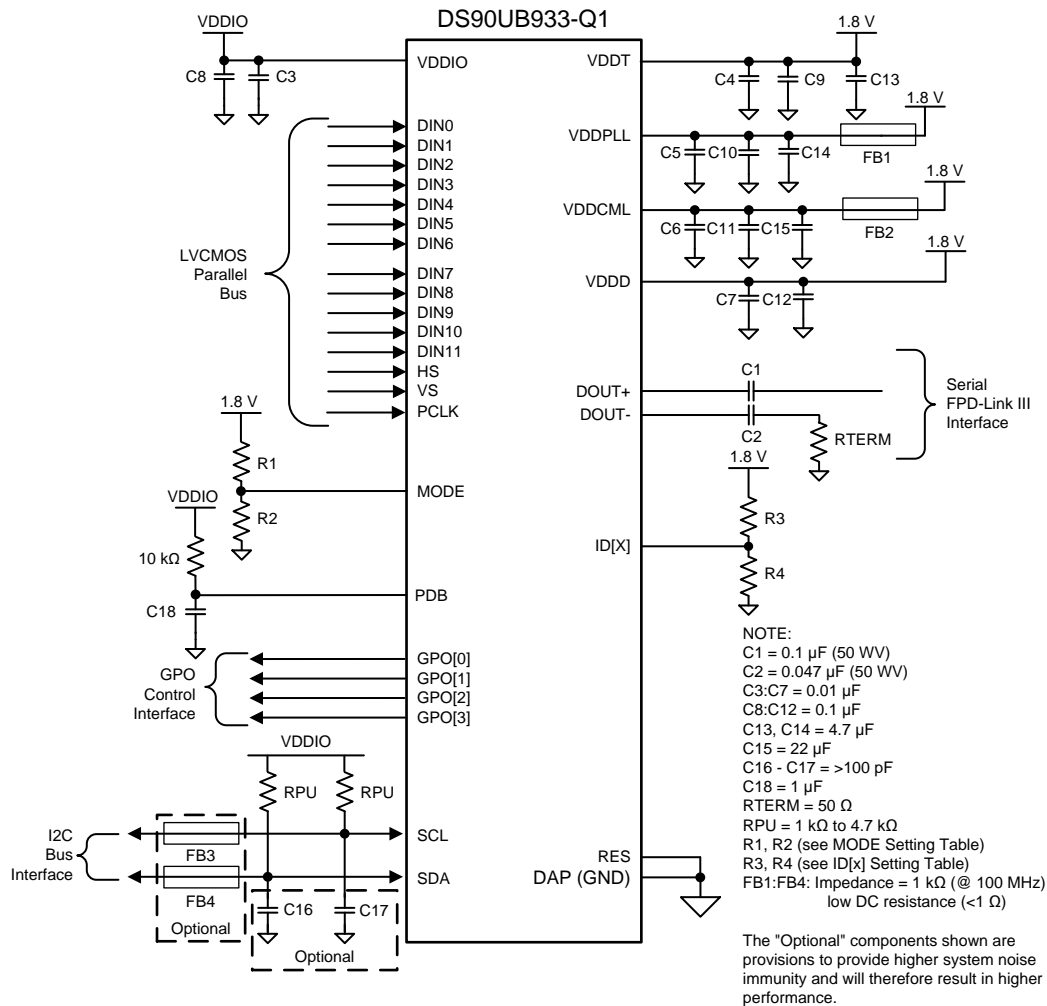 DS90UB933-Q1
VDDIO
1.8 V
VDDIO
VDDT
C8
C3
C4
C9
C13
1.8 V
DIN0
DIN1
DIN2
DIN3
DIN4
DIN5
DIN6
DIN7
DIN8
DIN9
DIN10
DIN11
HS
VS
PCLK
LVCMOS
Parallel
Bus
VDDPLL
C5
C10
C14
FB1
1.8 V
VDDCML
C6
C11
C15
FB2
1.8 V
VDDD
C7
C12
C1
DOUT+
DOUT-
C2
RTERM
Serial
FPD-Link III
Interface
1.8 V
R1
MODE
R2
1.8 V
R3
ID[X]
R4
VDDIO
10 kΩ
PDB
C18
GPO[0]
GPO[1]
GPO[2]
GPO[3]
GPO
Control
Interface
VDDIO
RPU
RPU
I2C
Bus
Interface
SCL
FB3
SDA
FB4
Optional
C16
C17
Optional
RES
DAP (GND)
NOTE:
C1 = 0.1 µF (50 WV)
C2 = 0.047 µF (50 WV)
C3:C7 = 0.01 µF
C8:C12 = 0.1 µF
C13, C14 = 4.7 µF
C15 = 22 µF
C16 - C17 = >100 pF
C18 = 1 µF
RTERM = 50 Ω
RPU = 1 kΩ to 4.7 kΩ
R1, R2 (see MODE Setting Table)
R3, R4 (see ID[x] Setting Table)
FB1:FB4: Impedance = 1 kΩ (@ 100 MHz)
low DC resistance (<1 Ω)
The "Optional" components shown are
provisions to provide higher system noise
immunity and will therefore result in higher
performance.